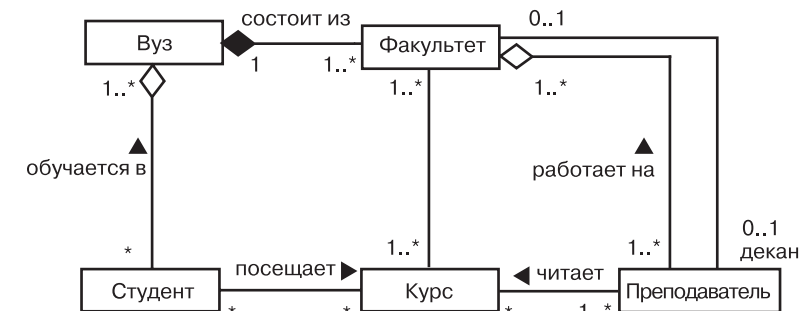 состоит из
0..1
Вуз
Факультет
1
1..*
1..*
1..*
1..*
обучается в
работает на
*
1..*
1..*
0..1
декан
посещает
читает
Студент
Курс
Преподаватель
*
*
*
1..*